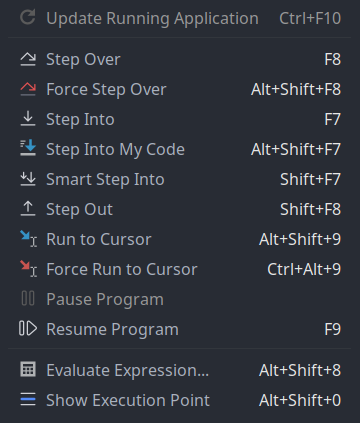 Update Running Application Ctrl+F10
Step Over F8
Force Step Over Alt+Shift+F8
Step Into F7
Step Into My Code Alt+Shift+F7
Smart Step Into Shift+F7
Step Out Shift+F8
Run to Cursor Alt+Shift+9
Force Run to Cursor Ctrl+Alt+9
Pause Program
Resume Program F9
Evaluate Expression... Alt+Shift+8
Show Execution Point Alt+Shift+0